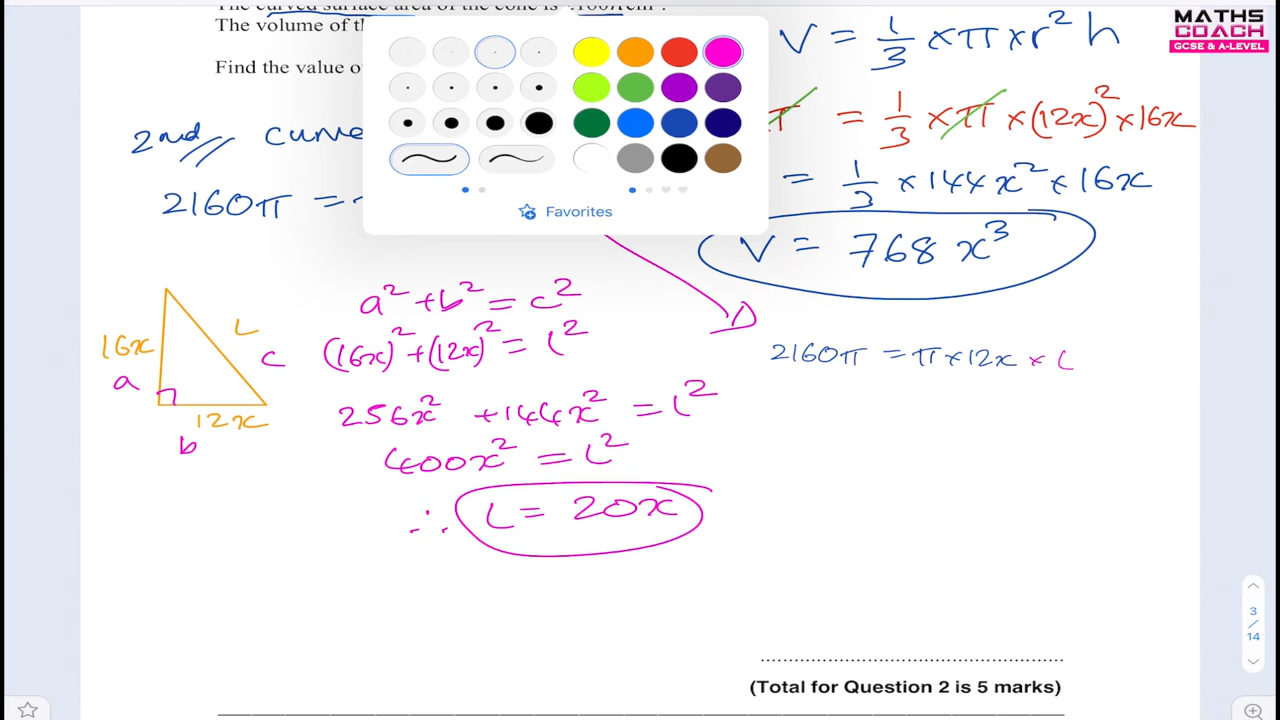 The curved surface area of the cone is
The volume of th
Find the value o
2nd curve
2160π =
Favorites
V = 1/3 × π × r² h
π = 1/3 × π × (12x)² × 16x
= 1/3 × 144x² × 16x
V = 768x³
MATHS
COACH
GCSE & A-LEVEL
16x
L
a
c
12x
b
a² + b² = c²
(16x)² + (12x)² = L²
256x² + 144x² = L²
400x² = L²
∴ L = 20x
2160π = π × 12x × L
3
/
14
(Total for Question 2 is 5 marks)